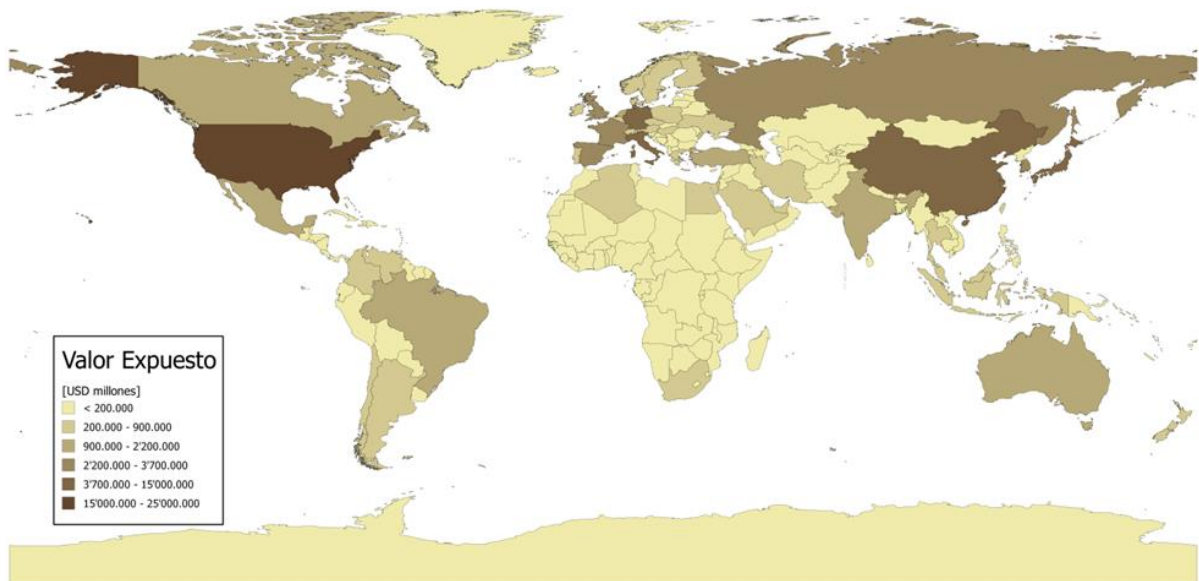 Valor Expuesto
[USD millones]
< 200.000
200.000 - 900.000
900.000 - 2'200.000
2'200.000 - 3'700.000
3'700.000 - 15'000.000
15'000.000 - 25'000.000